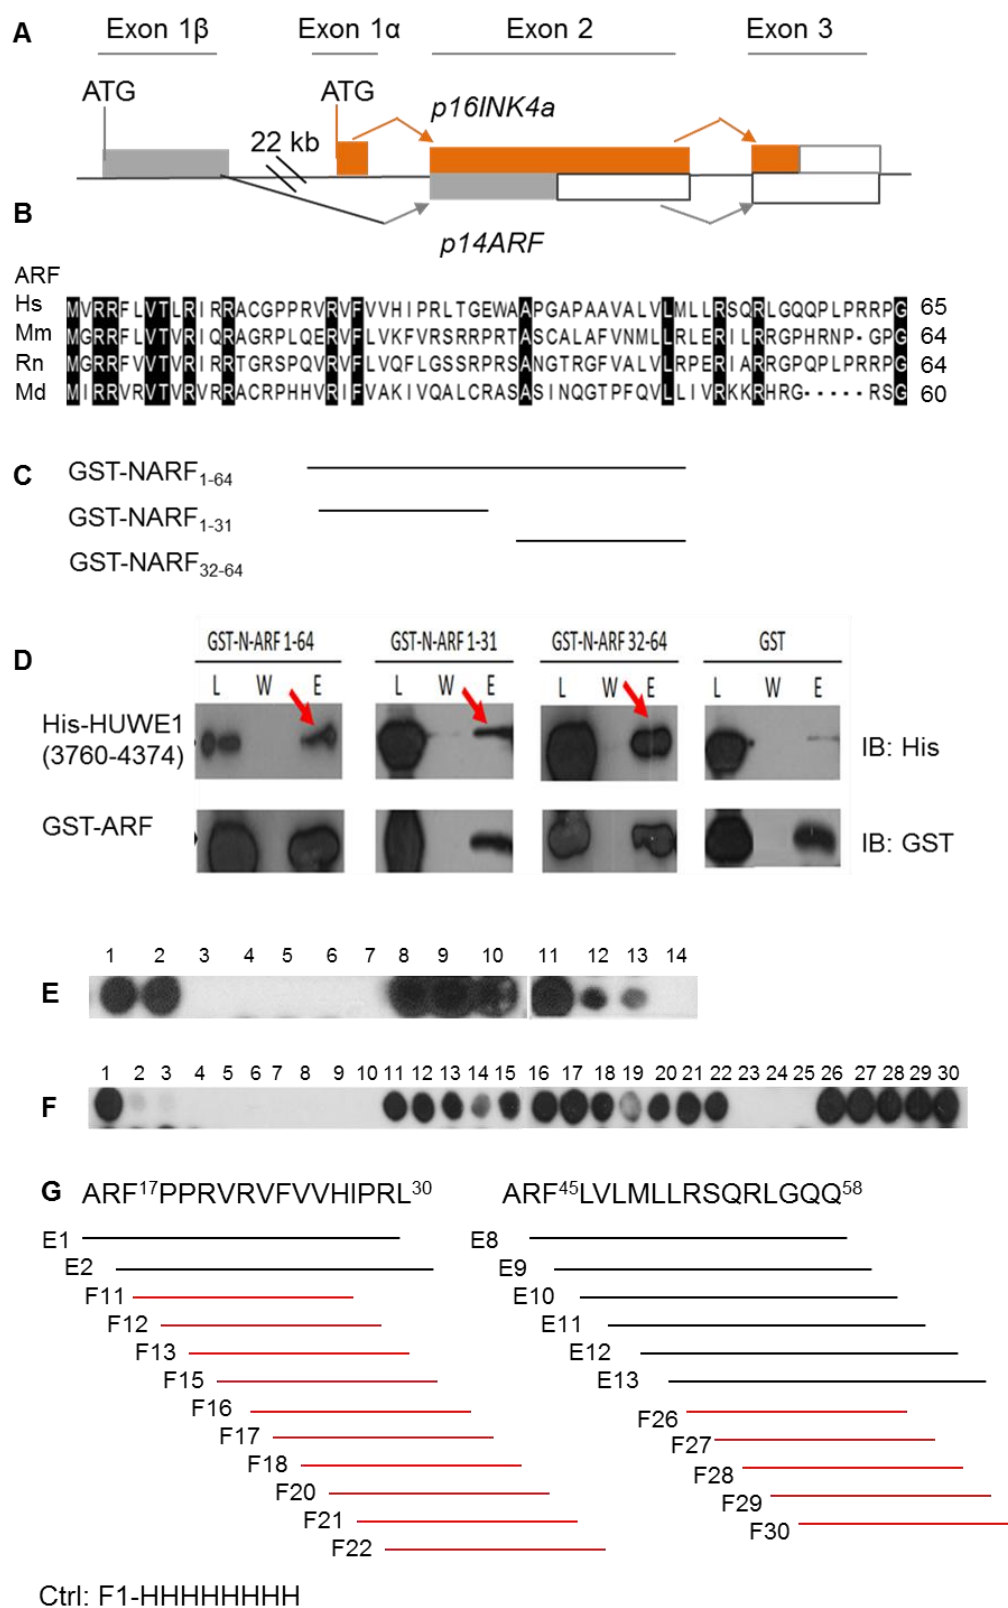 A
Exon 1β Exon 1α Exon 2 Exon 3
ATG ATG p16INK4a
22 kb
B
p14ARF
ARF
Hs MVRRFLVTLRIRRACGPPRVRVFVVHIPRLTGEWAAPGAPAAVALVLMLLRSQRLGQQPLPRRPG 65
Mm MGRRFLVTVRIQRAGRPLQERVFLVKFVRSRRPRTASCALAFVNMLLRLERILRRGPHRNP-GPG 64
Rn MGRRFVVTVRIRRTGRSPQVRVFLVQFLGSSRPRSANGTRGFVALVLRPERIARRGPQPLPRRPG 64
Md MIRRVRVTVRVRRACRPHHVRIFVAKIVQALCRASASINQGTPFQVLLIVRKKRHRG-----RSG 60
C GST-NARF1-64
GST-NARF1-31
GST-NARF32-64
GST-N-ARF 1-64 GST-N-ARF 1-31 GST-N-ARF 32-64 GST
D
L W E L W E L W E L W E
His-HUWE1
(3760-4374)
IB: His
GST-ARF
IB: GST
1 2 3 4 5 6 7 8 9 10 11 12 13 14
E
1 2 3 4 5 6 7 8 9 10 11 12 13 14 15 16 17 18 19 20 21 22 23 24 25 26 27 28 29 30
F
G ARF17PPRVRVFVVHIPRL30 ARF45LVLMLLRSQRLGQQ58
E1 E8
E2 E9
F11 E10
F12 E11
F13 E12
F15 E13
F16 F26
F17 F27
F18 F28
F20 F29
F21 F30
F22
Ctrl: F1-HHHHHHHH